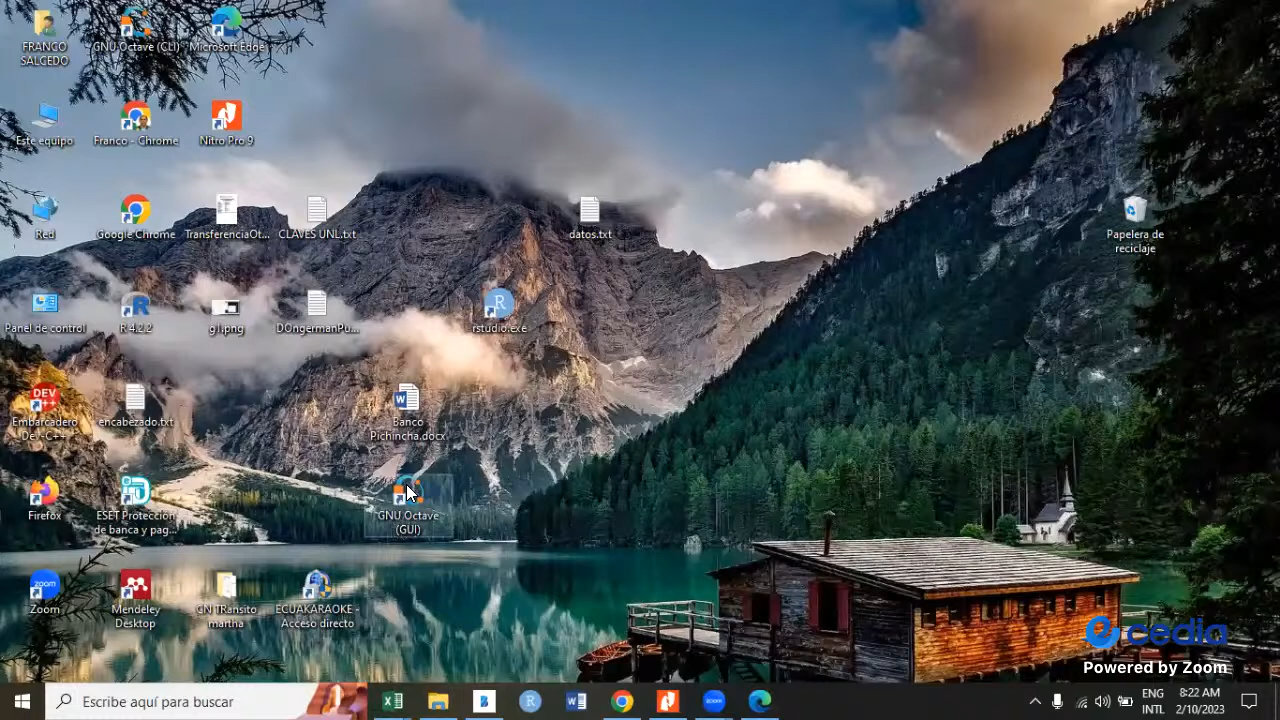 FRANCO
SALCEDO
GNU Octave (CLI)
Microsoft Edge
Este equipo
Franco - Chrome
Nitro Pro 9
Red
Google Chrome
TransferenciaOt...
CLAVES UNL.txt
datos.txt
Papelera de
reciclaje
Panel de control
R 4.2.2
g1.png
DOngermanPu...
rstudio.exe
DEV
Embarcadero
Dev-C++
encabezado.txt
Banco
Pichincha.docx
Firefox
ESET Protección
de banca y pag...
GNU Octave
(GUI)
zoom
Zoom
Mendeley
Desktop
CN TRansito
martha
ECUAKARAOKE -
Acceso directo
cedia
Powered by Zoom
Escribe aquí para buscar
ENG
INTL
8:22 AM
2/10/2023